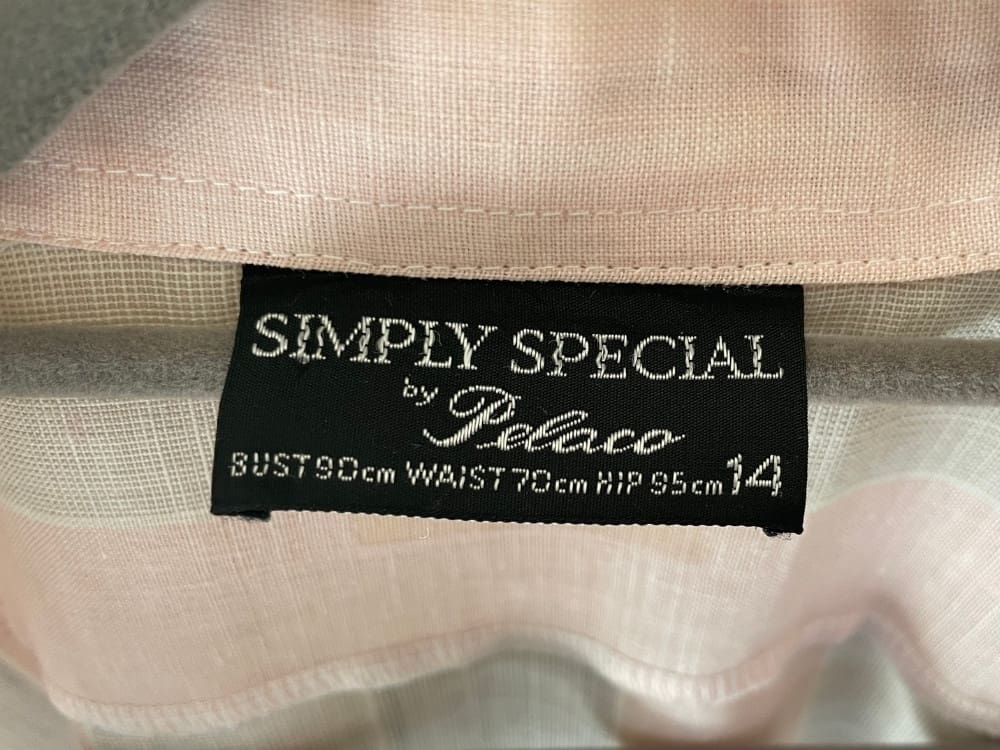 SIMPLY SPECIAL
by Pelaco
BUST 90cm WAIST 70cm HIP 95cm 14